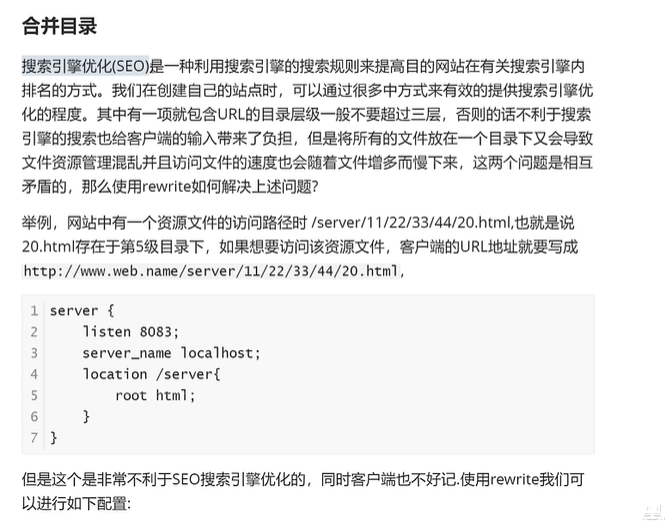 合并目录
搜索引擎优化(SEO)是一种利用搜索引擎的搜索规则来提高目的网站在有关搜索引擎内
排名的方式。我们在创建自己的站点时，可以通过很多中方式来有效的提供搜索引擎优
化的程度。其中有一项就包含URL的目录层级一般不要超过三层，否则的话不利于搜索
引擎的搜索也给客户端的输入带来了负担，但是将所有的文件放在一个目录下又会导致
文件资源管理混乱并且访问文件的速度也会随着文件增多而慢下来，这两个问题是相互
矛盾的，那么使用rewrite如何解决上述问题?
举例，网站中有一个资源文件的访问路径时 /server/11/22/33/44/20.html,也就是说
20.html存在于第5级目录下，如果想要访问该资源文件，客户端的URL地址就要写成
http://www.web.name/server/11/22/33/44/20.html,
1 server {
2     listen 8083;
3     server_name localhost;
4     location /server{
5         root html;
6     }
7 }
但是这个是非常不利于SEO搜索引擎优化的，同时客户端也不好记.使用rewrite我们可
以进行如下配置: